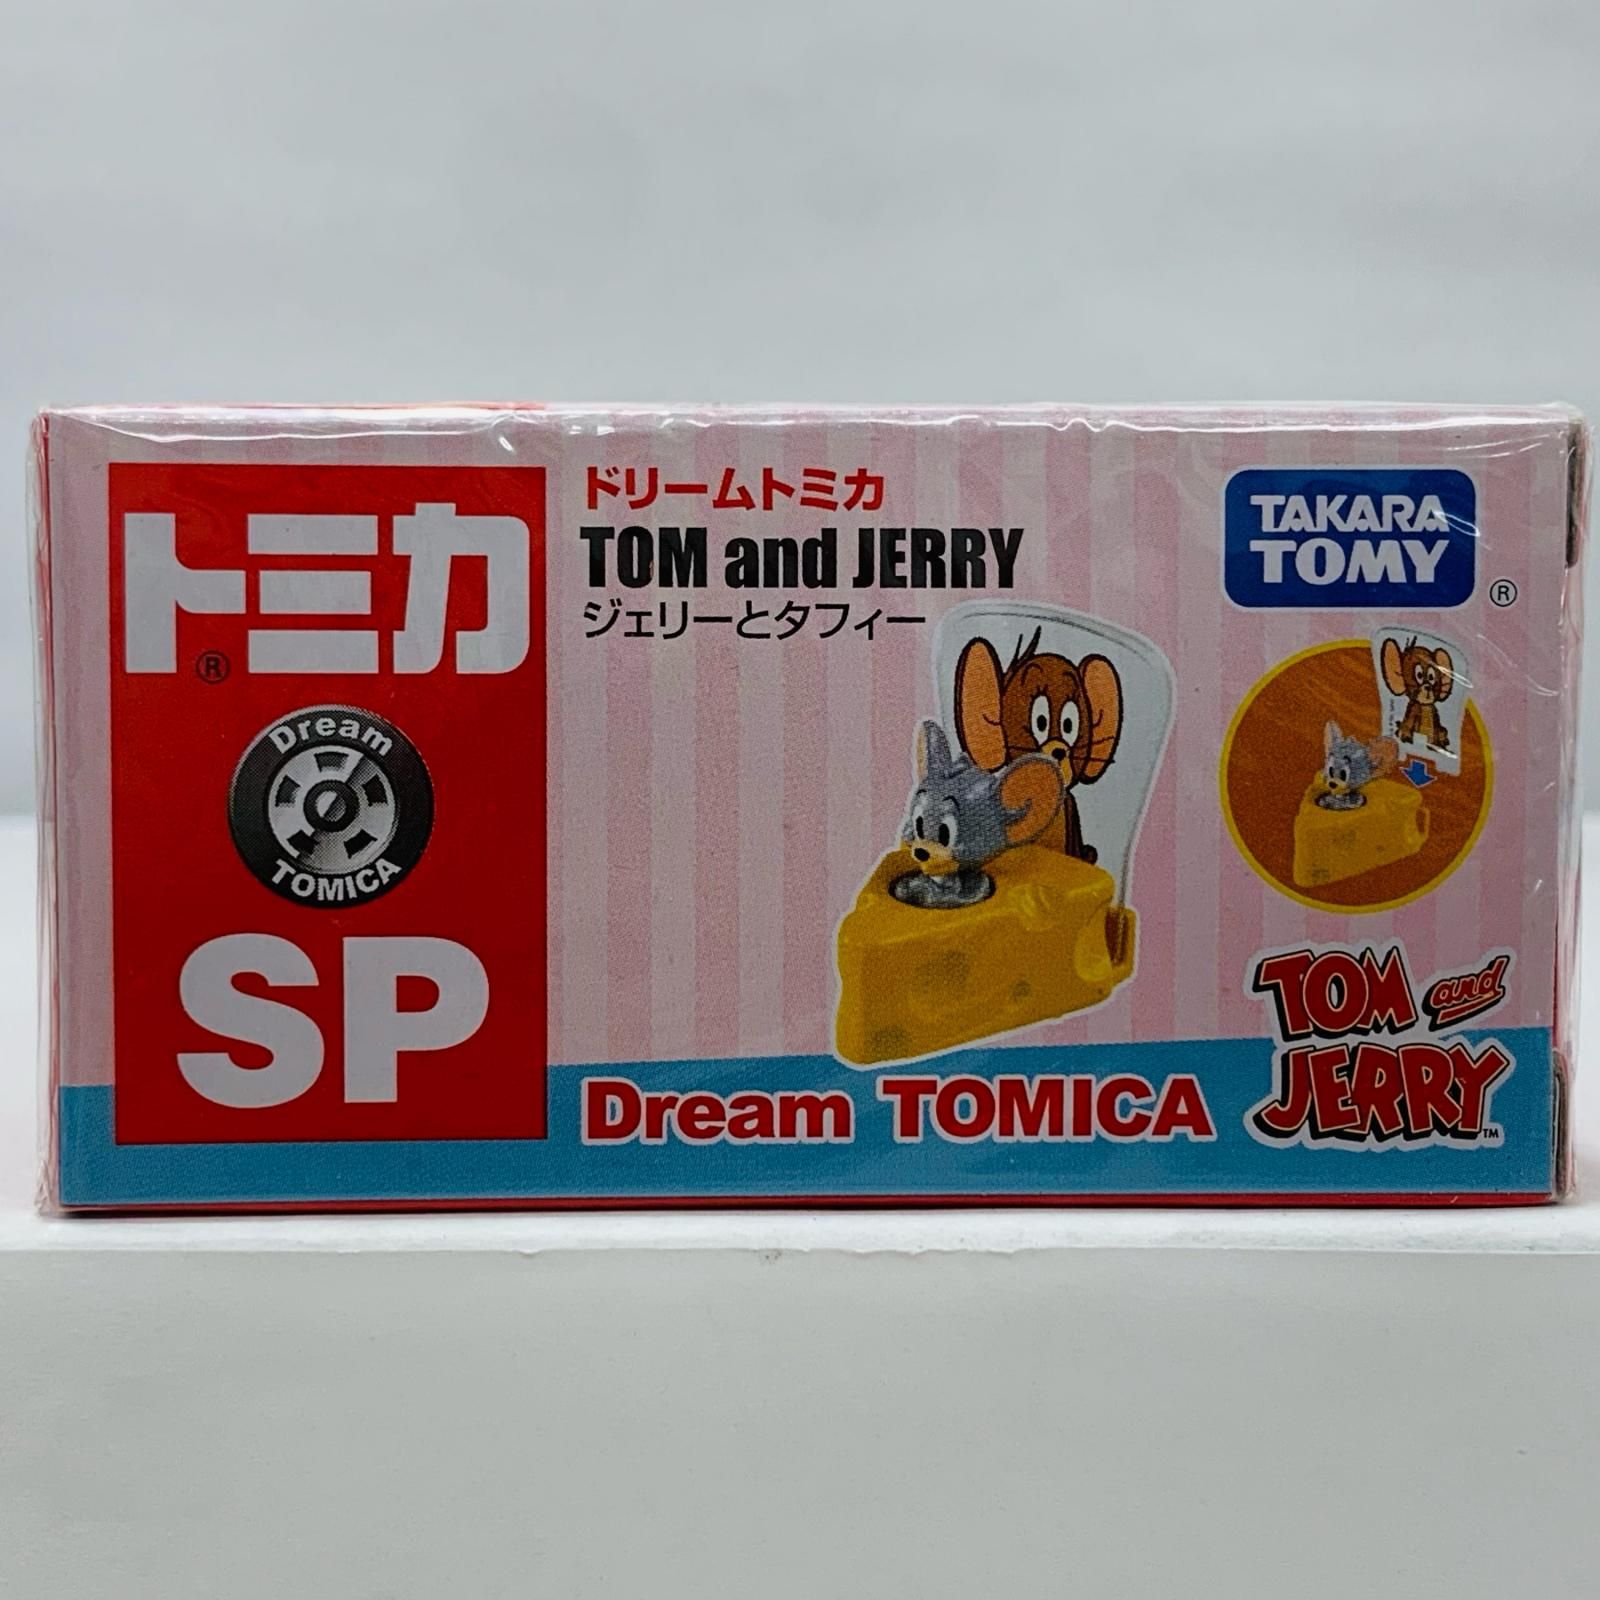 トミカ
®
Dream
TOMICA
SP
ドリームトミカ
TOM and JERRY
ジェリーとタフィー
TAKARA
TOMY
®
TOM and
JERRY
™
Dream TOMICA